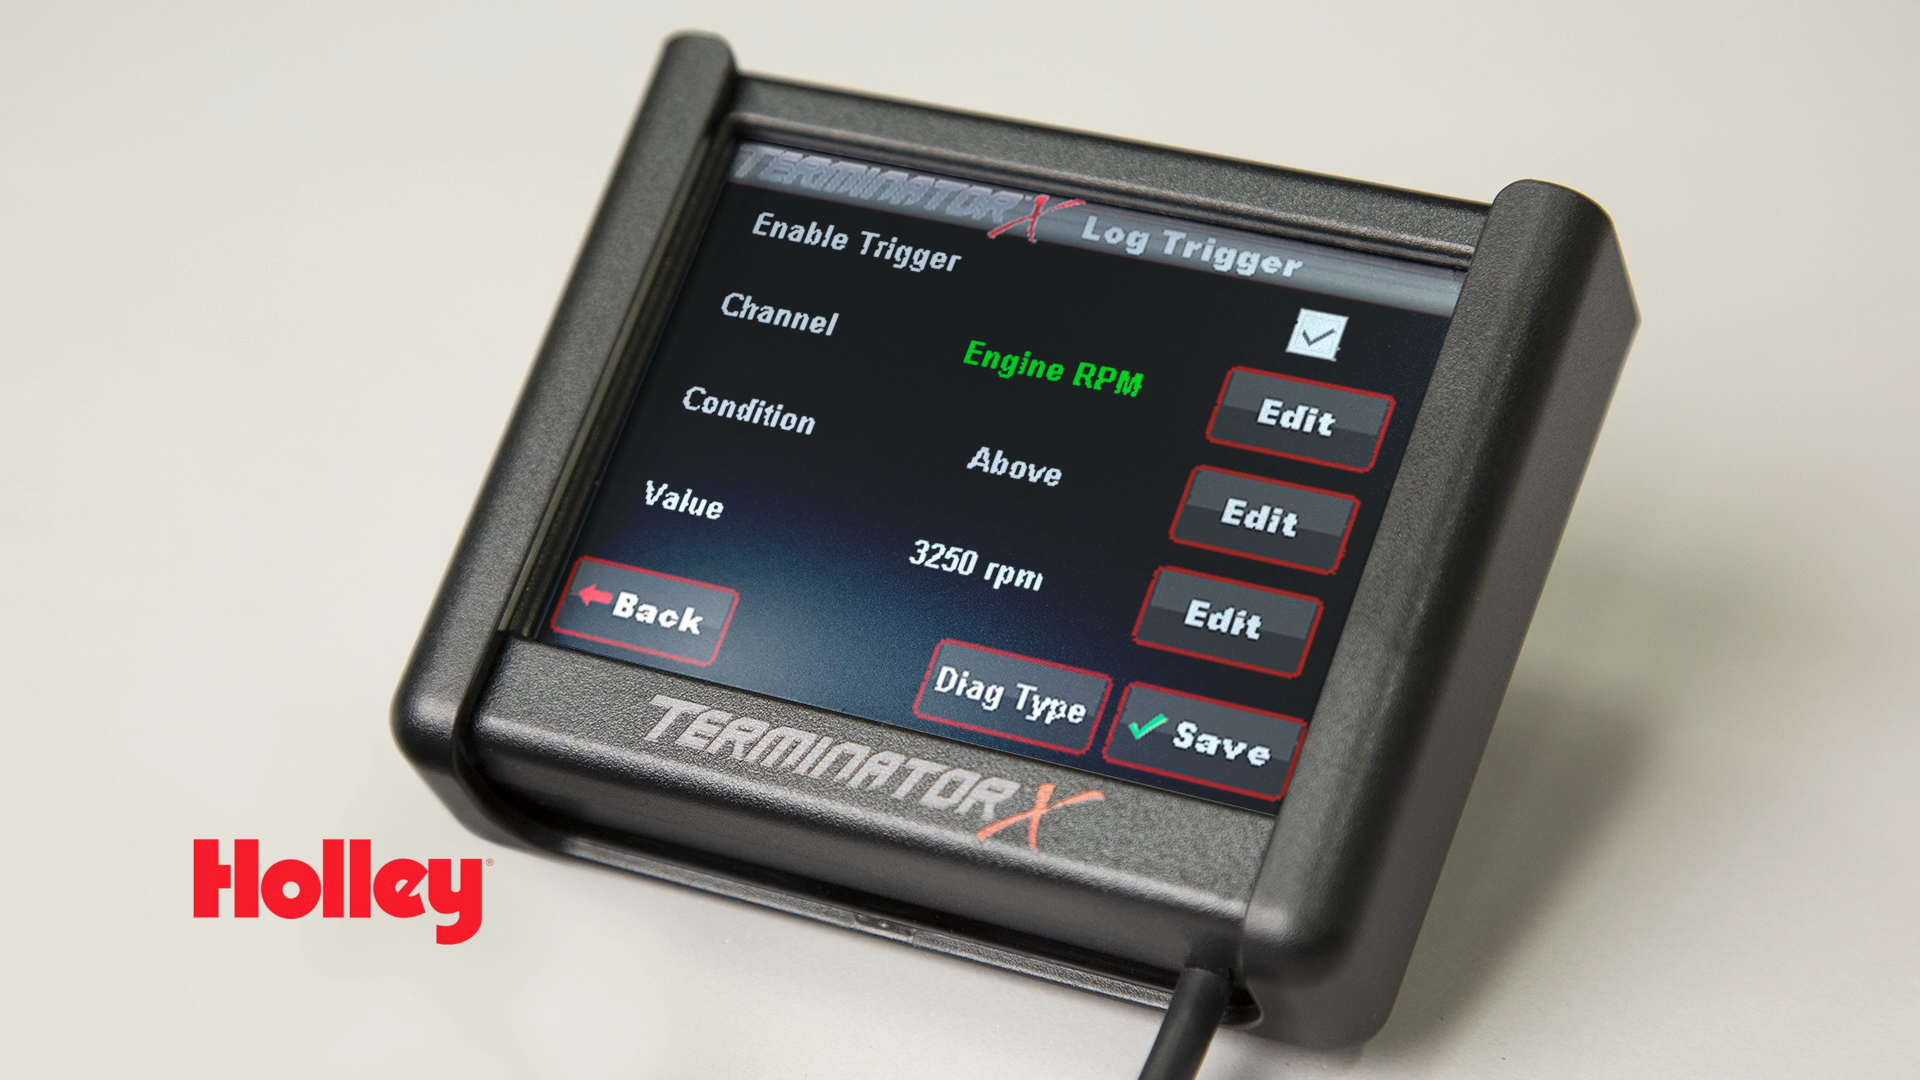 TERMINATOR X Log Trigger
Enable Trigger
Channel
Engine RPM
Edit
Condition
Above
Edit
Value
3250 rpm
Edit
Back
Diag Type
Save
TERMINATOR X
Holley®